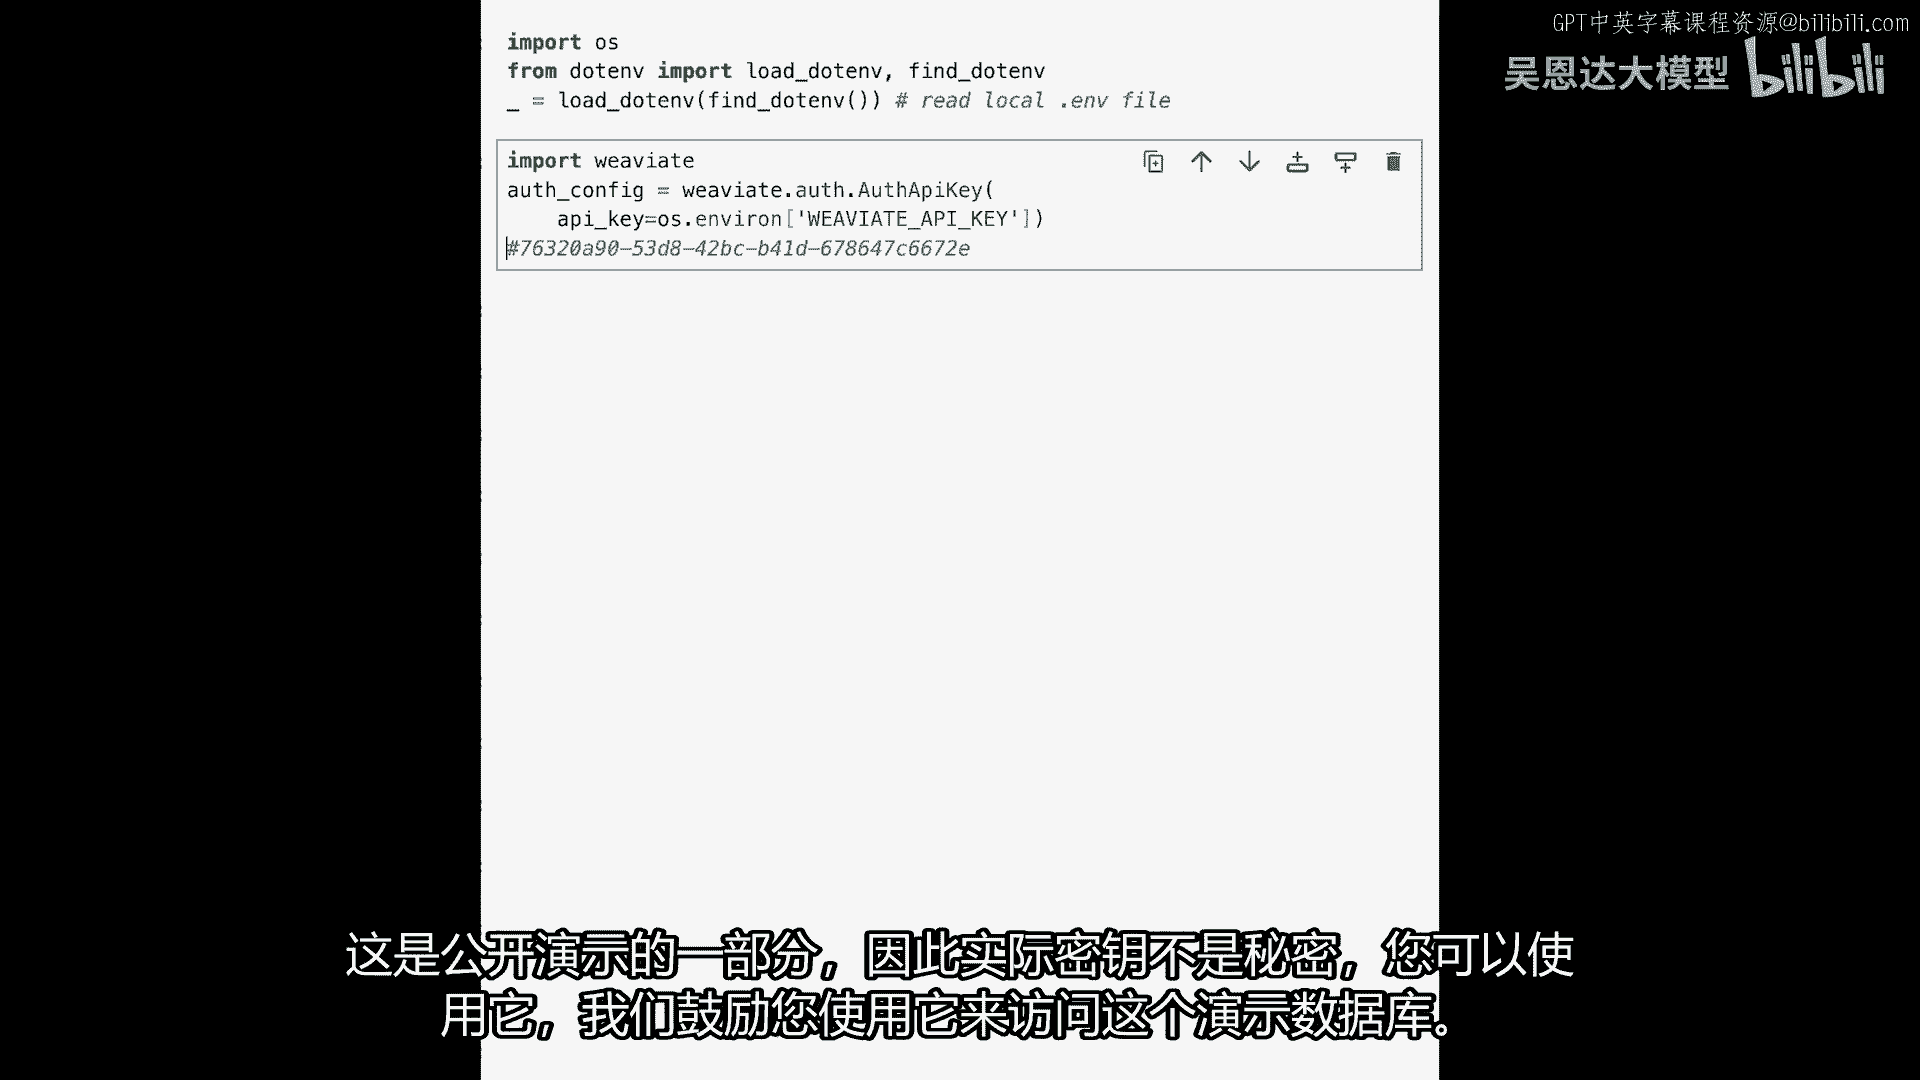 GPT中英字幕课程资源@bilibili.com
吴恩达大模型 bilibili
import os
from dotenv import load_dotenv, find_dotenv
_ = load_dotenv(find_dotenv()) # read local .env file
import weaviate
auth_config = weaviate.auth.AuthApiKey(
    api_key=os.environ['WEAVIATE_API_KEY'])
#76320a90-53d8-42bc-b41d-678647c6672e
这是公开演示的一部分，因此实际密钥不是秘密，您可以使
用它，我们鼓励您使用它来访问这个演示数据库。